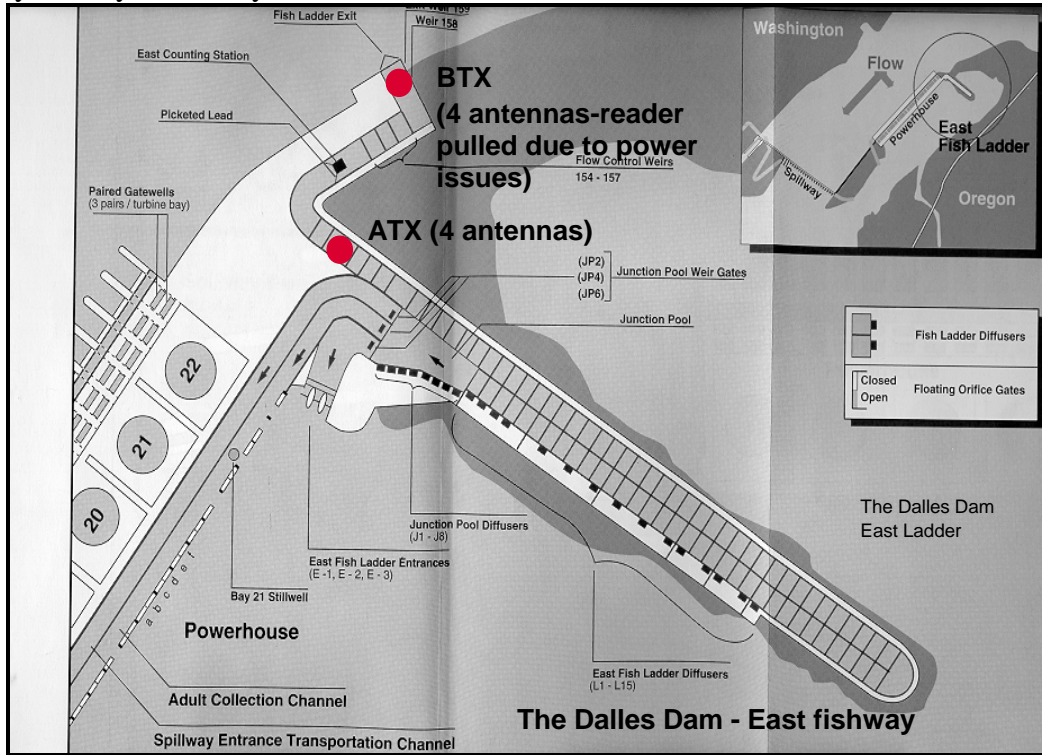 Fish Ladder Exit
Exit Weir 159
Weir 158
East Counting Station
Picketed Lead
BTX
(4 antennas-reader
pulled due to power
issues)
Flow Control Weirs
154 - 157
Paired Gatewells
(3 pairs / turbine bay)
ATX (4 antennas)
(JP2)
(JP4)
(JP6)
Junction Pool Weir Gates
Junction Pool
Washington
Flow
Powerhouse
East
Fish Ladder
Spillway
Oregon
Fish Ladder Diffusers
Closed
Open
Floating Orifice Gates
22
21
20
The Dalles Dam
East Ladder
Junction Pool Diffusers
(J1 - J8)
East Fish Ladder Entrances
(E -1, E - 2, E - 3)
Bay 21 Stillwell
a b c d e f
Powerhouse
East Fish Ladder Diffusers
(L1 - L15)
Adult Collection Channel
The Dalles Dam - East fishway
Spillway Entrance Transportation Channel